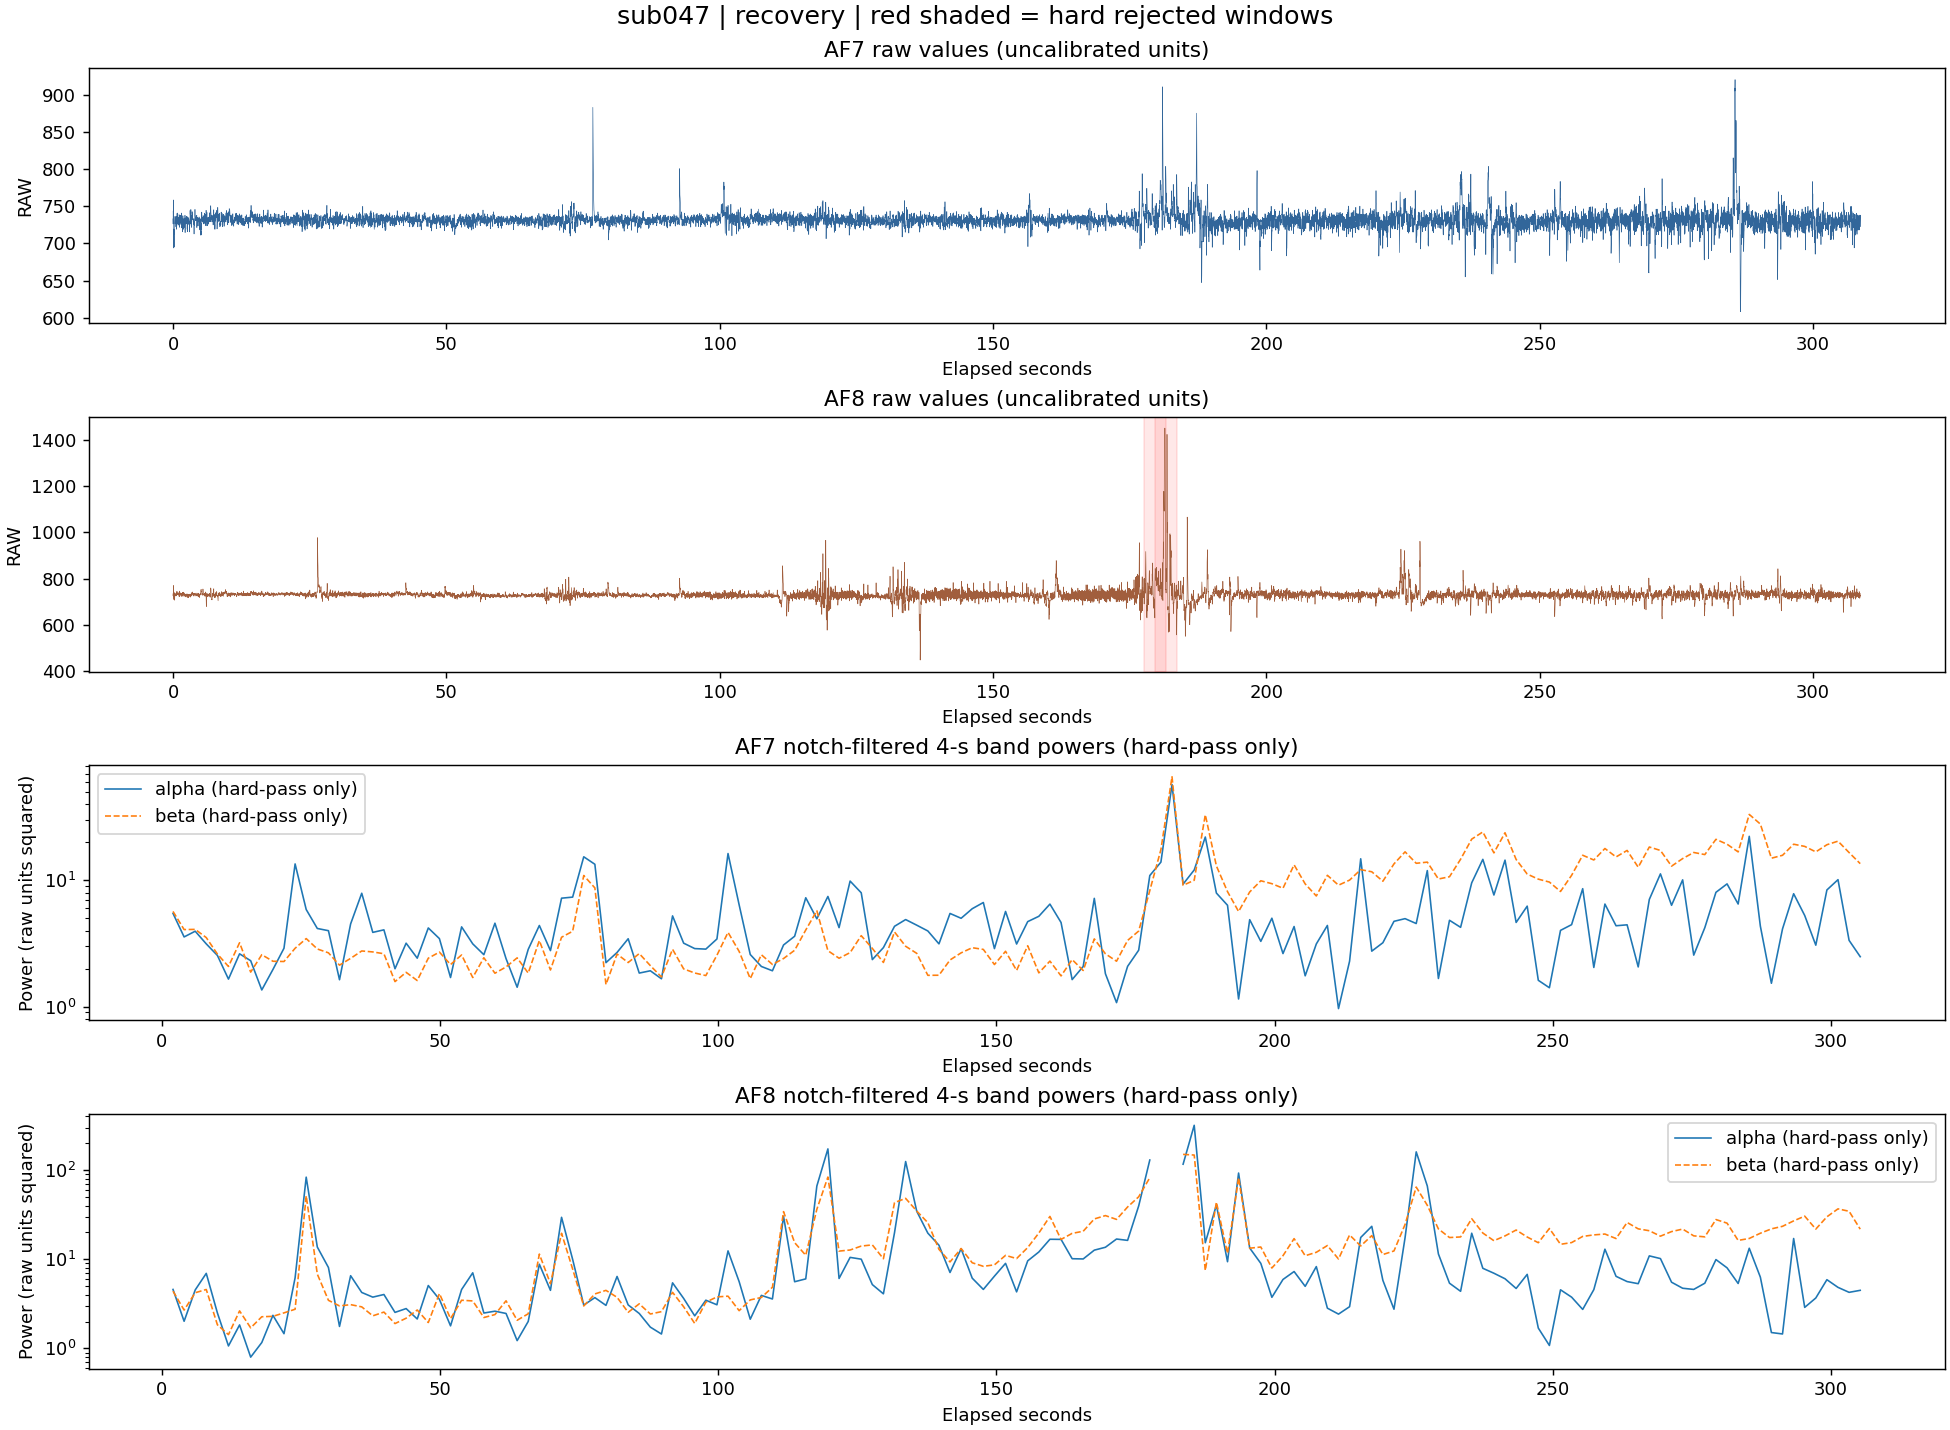 sub047 | recovery | red shaded = hard rejected windows
AF7 raw values (uncalibrated units)
900
850
800
750
700
650
600
RAW
0 50 100 150 200 250 300
Elapsed seconds
AF8 raw values (uncalibrated units)
1400
1200
1000
800
600
400
RAW
0 50 100 150 200 250 300
Elapsed seconds
AF7 notch-filtered 4-s band powers (hard-pass only)
alpha (hard-pass only)
beta (hard-pass only)
10¹
10⁰
Power (raw units squared)
0 50 100 150 200 250 300
Elapsed seconds
AF8 notch-filtered 4-s band powers (hard-pass only)
alpha (hard-pass only)
beta (hard-pass only)
10²
10¹
10⁰
Power (raw units squared)
0 50 100 150 200 250 300
Elapsed seconds